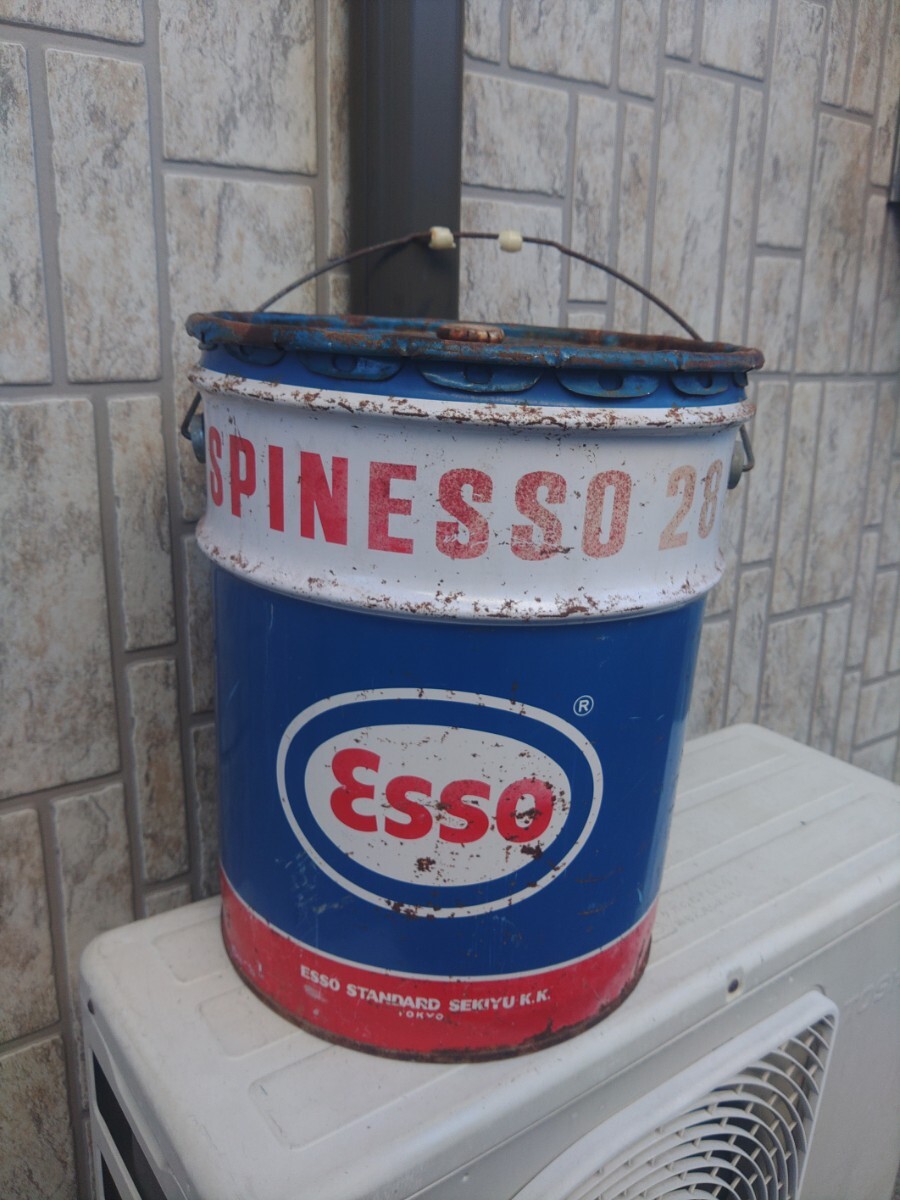 SPINESSO 28
®
Esso
ESSO STANDARD SEKIYU K.K.
TOKYO